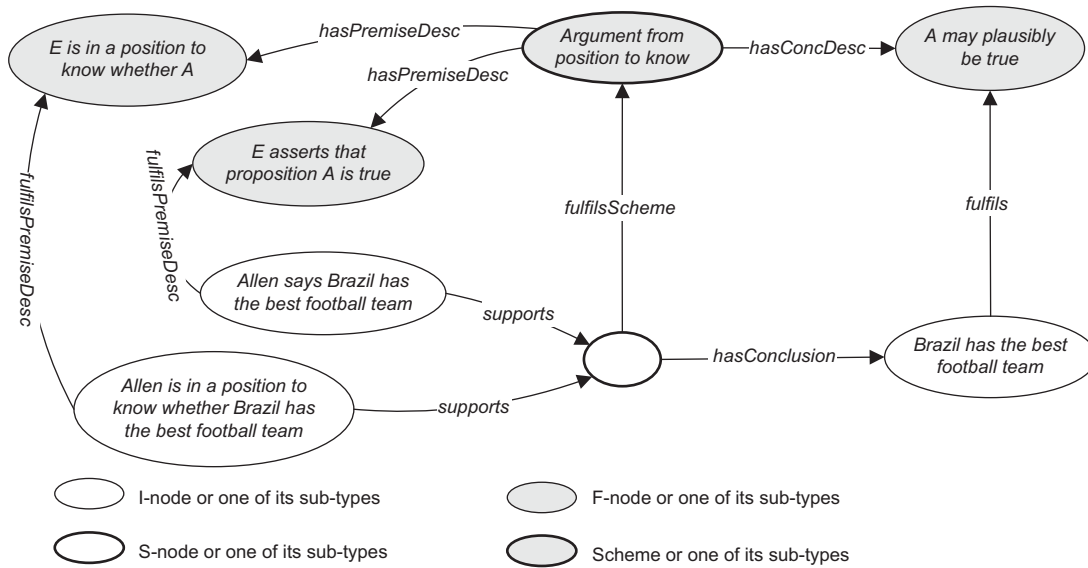 E is in a position to
know whether A
hasPremiseDesc
Argument from
position to know
hasConcDesc
A may plausibly
be true
hasPremiseDesc
E asserts that
proposition A is true
fulfilsPremiseDesc
fulfilsPremiseDesc
fulfilsScheme
fulfils
Allen says Brazil has
the best football team
supports
hasConclusion
Brazil has the best
football team
Allen is in a position to
know whether Brazil has
the best football team
supports
I-node or one of its sub-types
F-node or one of its sub-types
S-node or one of its sub-types
Scheme or one of its sub-types